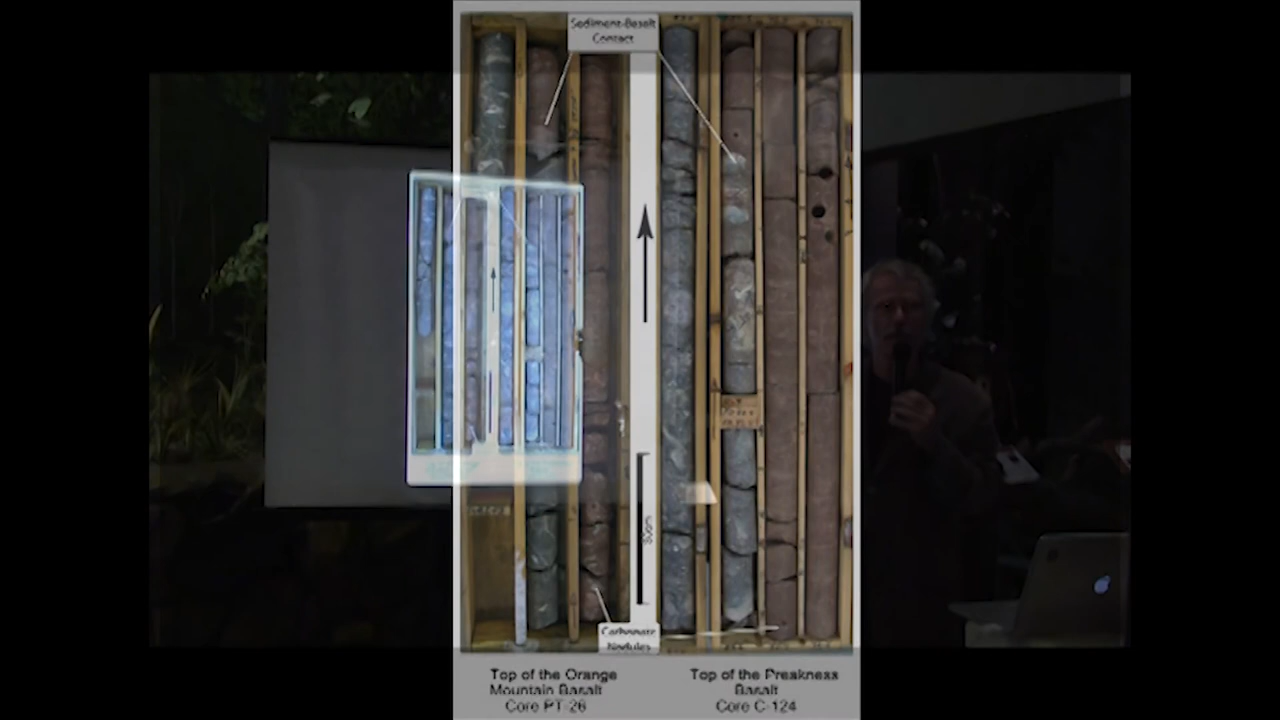 Sediment-Basalt
Contact
50cm
Carbonate
Nodules
Top of the Orange
Mountain Basalt
Core PT-26
Top of the Preakness
Basalt
Core C-124